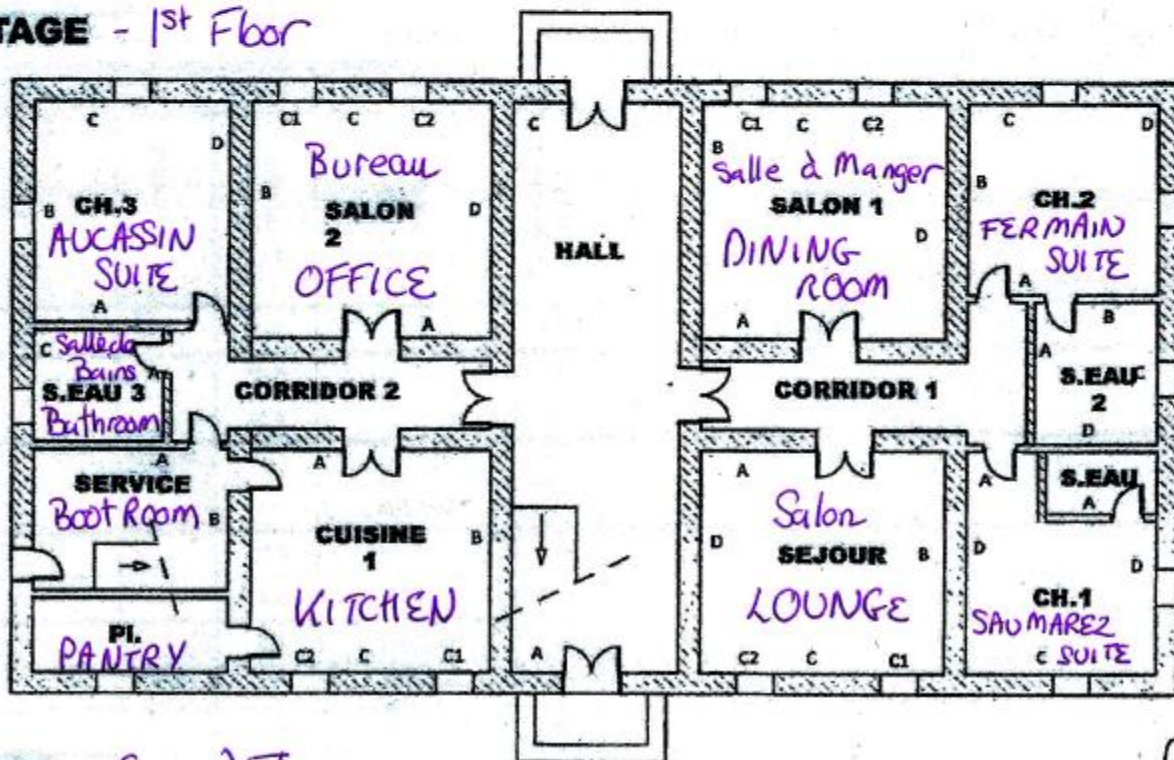 TAGE - 1st Floor
C
D
B
CH.3
AUCASSIN
SUITE
A
C1 C C2
Bureau
B
SALON
2
D
OFFICE
A
C
HALL
C1 C C2
B
Salle à Manger
SALON 1
D
DINING
ROOM
A
C
D
B
CH.2
FERMAIN
SUITE
A
C Salle de
Bains
A
S.EAU 3
Bathroom
CORRIDOR 2
CORRIDOR 1
B
A
S.EAU C
2
D
A
SERVICE
Boot Room B
A
CUISINE
1
B
KITCHEN
C2 C C1
PI.
PANTRY
A
A
Salon
D
SEJOUR
B
LOUNGE
C2 C C1
A
S.EAU
A
D
D
CH.1
SAUMAREZ
C SUITE